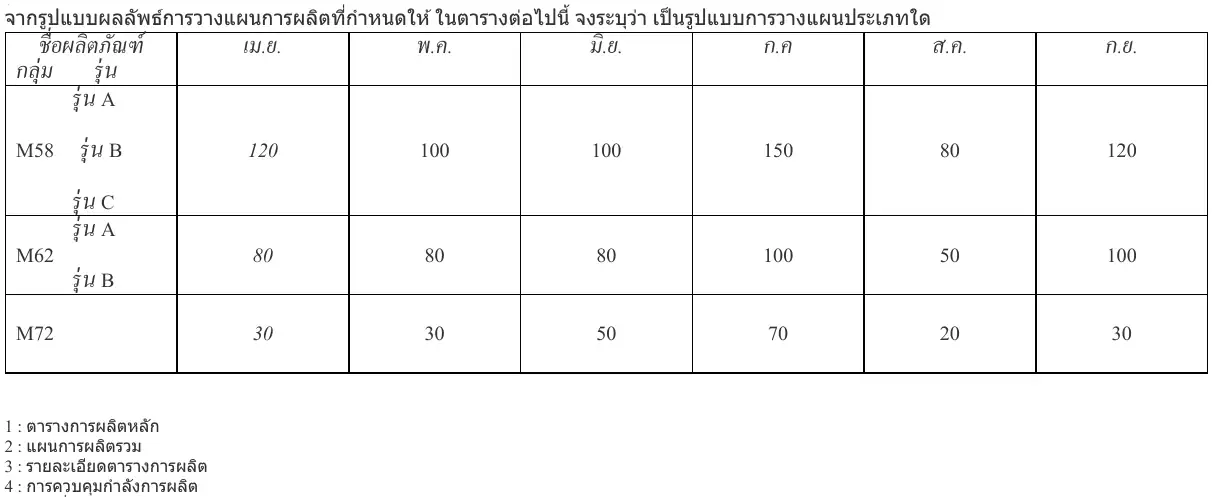 จากรูปแบบผลลัพธ์การวางแผนการผลิตที่กำหนดให้ ในตารางต่อไปนี้ จงระบุว่า เป็นรูปแบบการวางแผนประเภทใด
ชื่อผลิตภัณฑ์ เม.ย. พ.ค. มิ.ย. ก.ค ส.ค. ก.ย.
กลุ่ม รุ่น
รุ่น A
M58 รุ่น B 120 100 100 150 80 120
รุ่น C
รุ่น A
M62 80 80 80 100 50 100
รุ่น B
M72 30 30 50 70 20 30
1 : ตารางการผลิตหลัก
2 : แผนการผลิตรวม
3 : รายละเอียดตารางการผลิต
4 : การควบคุมกำลังการผลิต